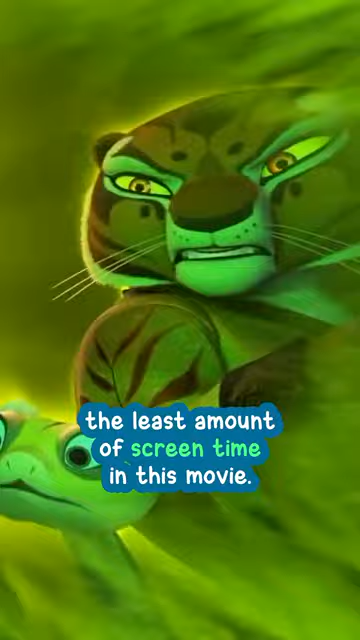 the least amount
of screen time
in this movie.